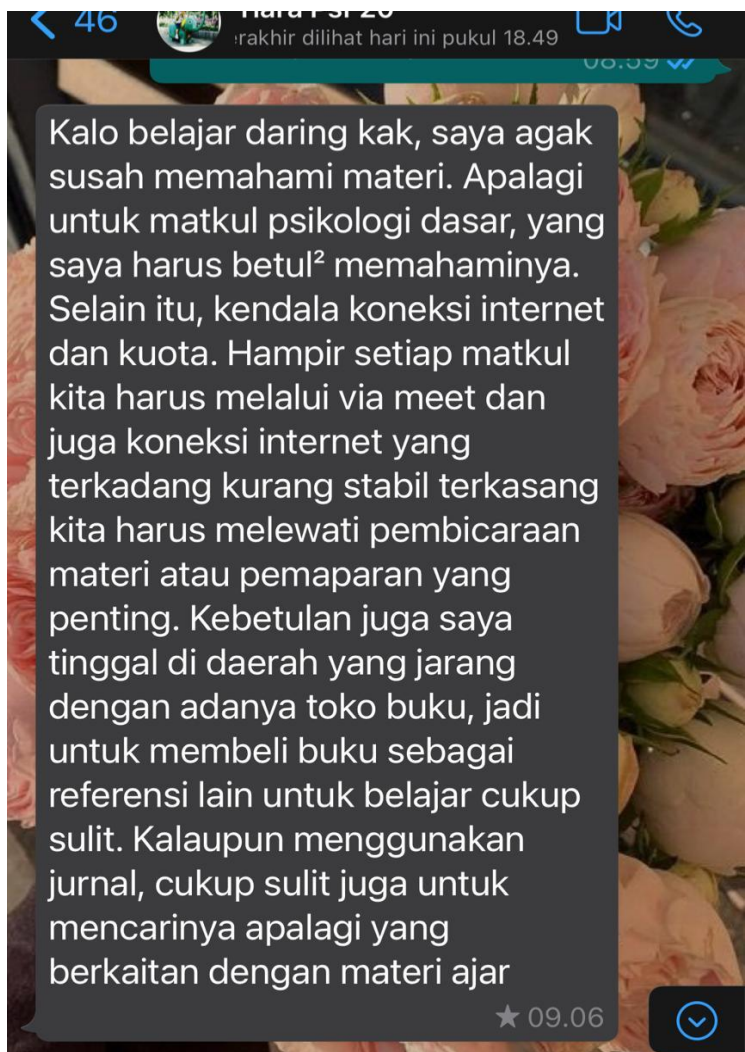 46
rakhir dilihat hari ini pukul 18.49
08.59
Kalo belajar daring kak, saya agak
susah memahami materi. Apalagi
untuk matkul psikologi dasar, yang
saya harus betul² memahaminya.
Selain itu, kendala koneksi internet
dan kuota. Hampir setiap matkul
kita harus melalui via meet dan
juga koneksi internet yang
terkadang kurang stabil terkasang
kita harus melewati pembicaraan
materi atau pemaparan yang
penting. Kebetulan juga saya
tinggal di daerah yang jarang
dengan adanya toko buku, jadi
untuk membeli buku sebagai
referensi lain untuk belajar cukup
sulit. Kalaupun menggunakan
jurnal, cukup sulit juga untuk
mencarinya apalagi yang
berkaitan dengan materi ajar
★ 09.06